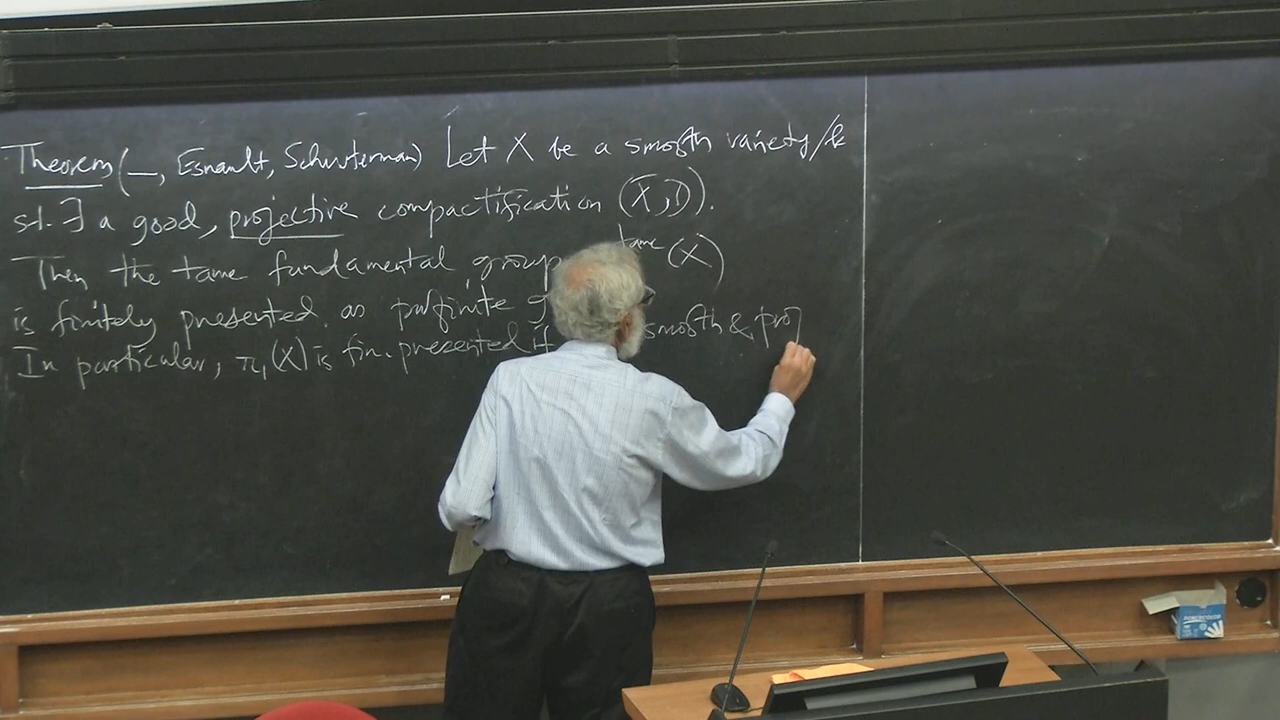 Theorem (—, Esnault, Schusterman) Let X be a smooth variety/k
s.t. ∃ a good, projective compactification (X̄, D).
Then the tame fundamental group tame (X)
is finitely presented as profinite g
In particular, π₁(X) is fin. presented if smooth & proj